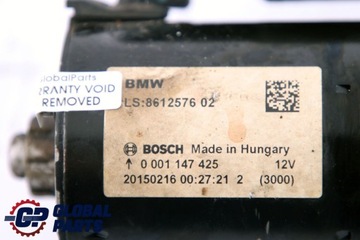 GlobalParts
WARRANTY VOID
REMOVED
BMW
LS:8612576 02
BOSCH Made in Hungary
0 001 147 425 12V
20150216 00:27:21 2 (3000)
GLOBAL
PARTS